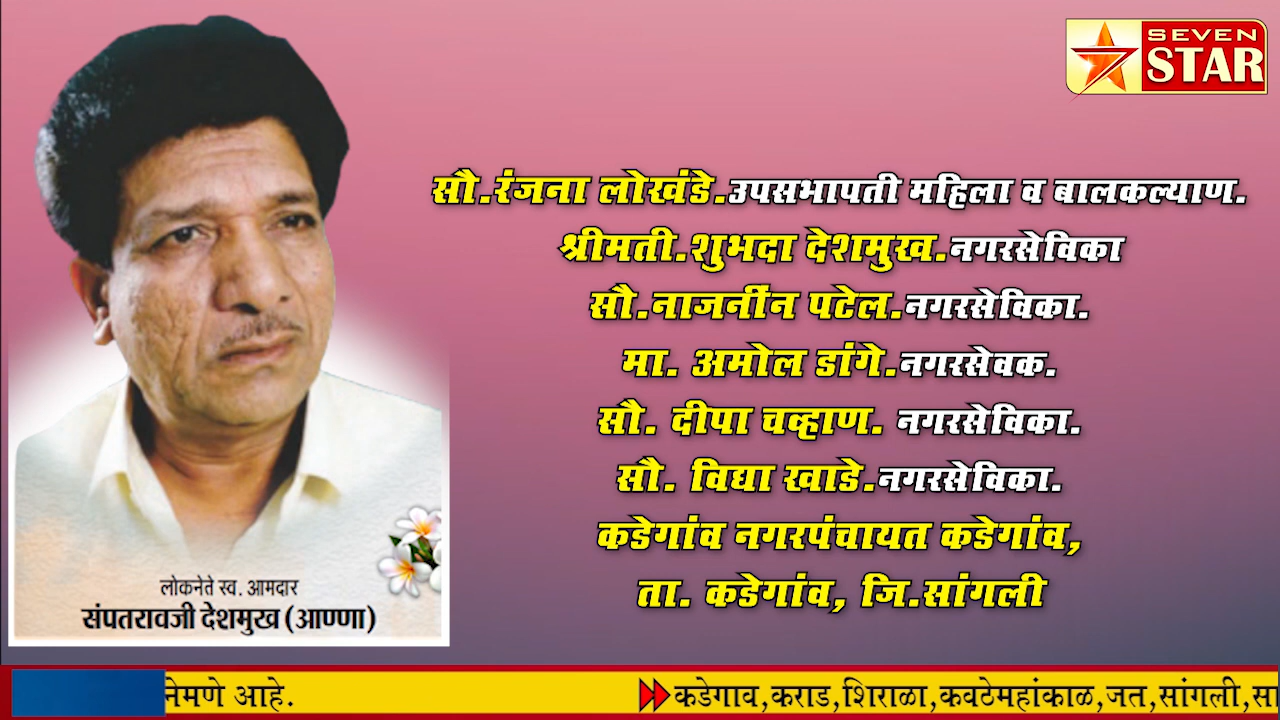 SEVEN
STAR
सौ.रंजना लोखंडे.उपसभापती महिला व बालकल्याण.
श्रीमती.शुभदा देशमुख.नगरसेविका
सौ.नाजनींन पटेल.नगरसेविका.
मा. अमोल डांगे.नगरसेवक.
सौ. दीपा चव्हाण. नगरसेविका.
सौ. विद्या खाडे.नगरसेविका.
कडेगांव नगरपंचायत कडेगांव,
ता. कडेगांव, जि.सांगली
लोकनेते स्व. आमदार
संपतरावजी देशमुख (आण्णा)
नेमणे आहे. कडेगाव,कराड,शिराळा,कवठेमहांकाळ,जत,सांगली,